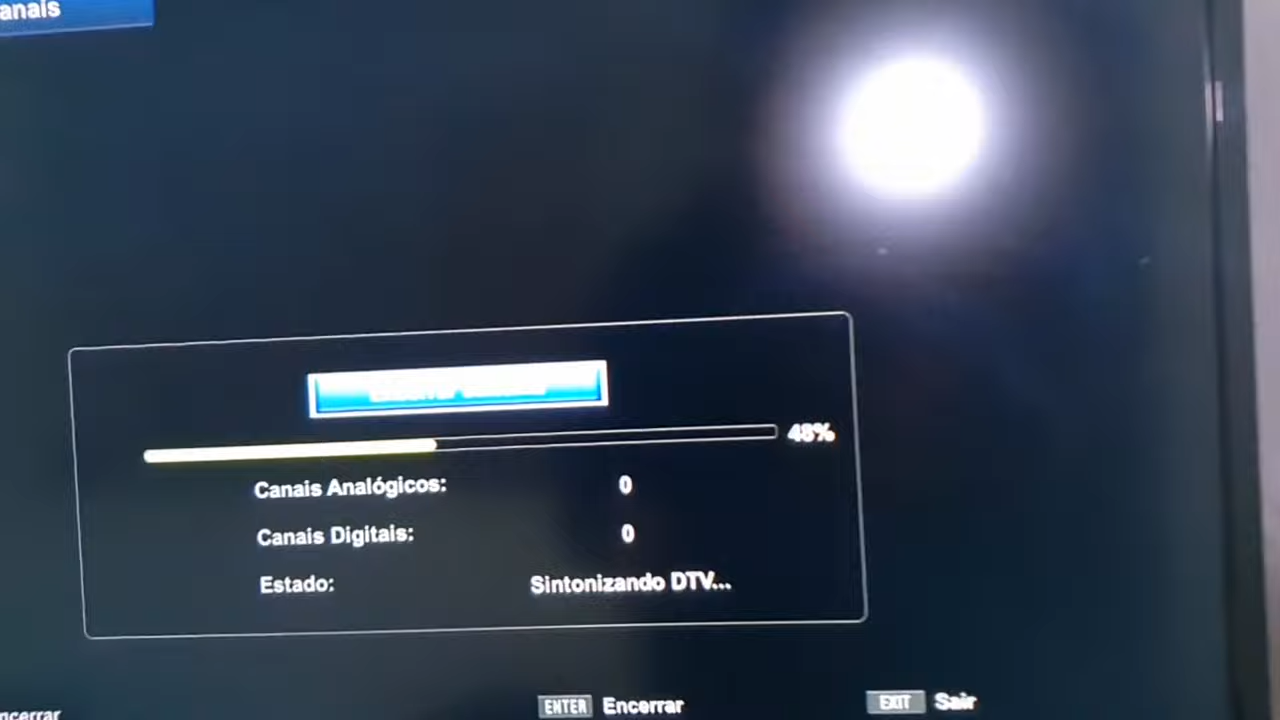 anais
48%
Canais Analógicos: 0
Canais Digitais: 0
Estado: Sintonizando DTV...
ncerrar ENTER Encerrar EXIT Sair